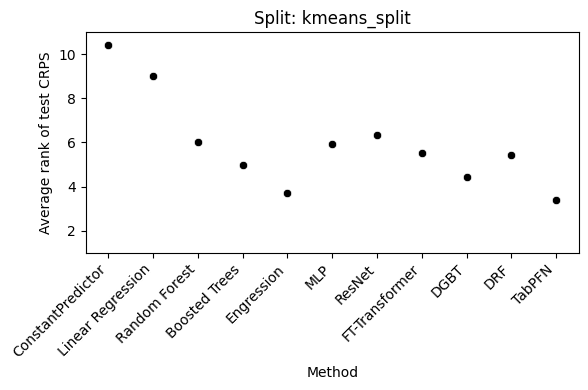 Split: kmeans_split
Average rank of test CRPS
10
8
6
4
2
ConstantPredictor
Linear Regression
Random Forest
Boosted Trees
Engression
MLP
ResNet
FT-Transformer
DGBT
DRF
TabPFN
Method